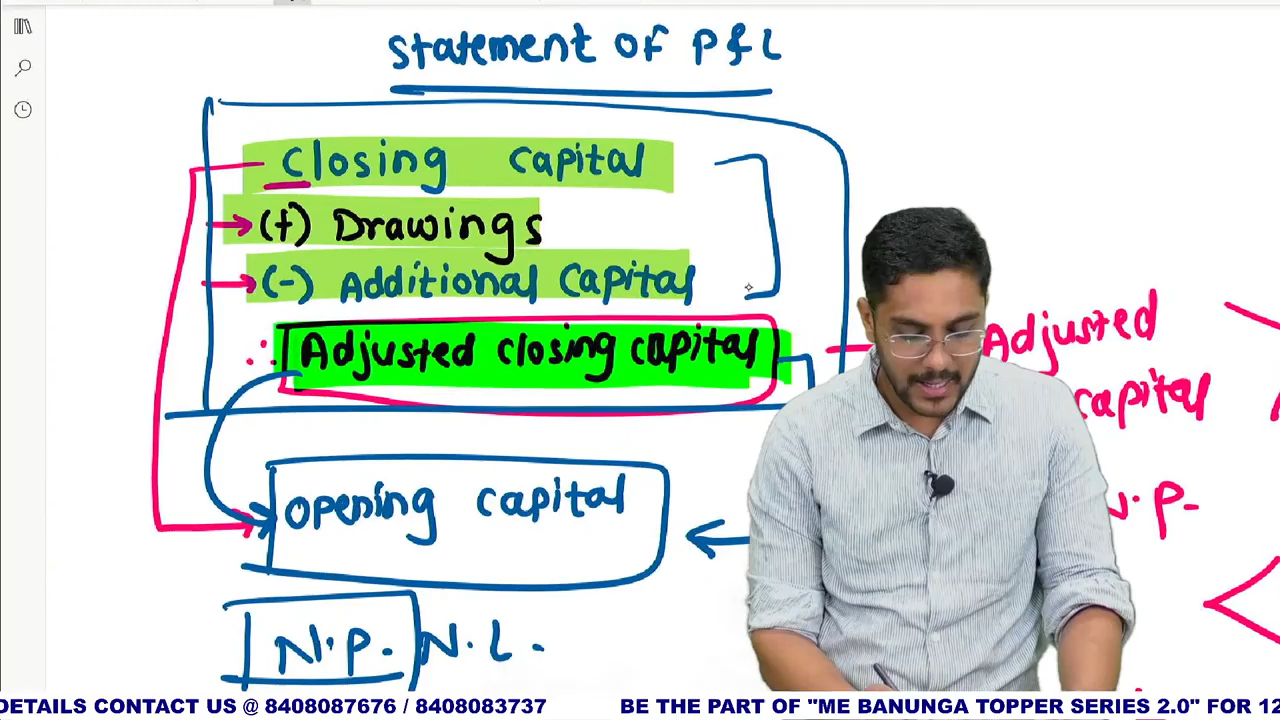 Statement of P & L
Closing Capital
(+) Drawings
(-) Additional Capital
∴ Adjusted closing capital
Adjusted
capital
opening capital
N.P.
N.P. N.L.
DETAILS CONTACT US @ 8408087676 / 8408083737 BE THE PART OF "ME BANUNGA TOPPER SERIES 2.0" FOR 12